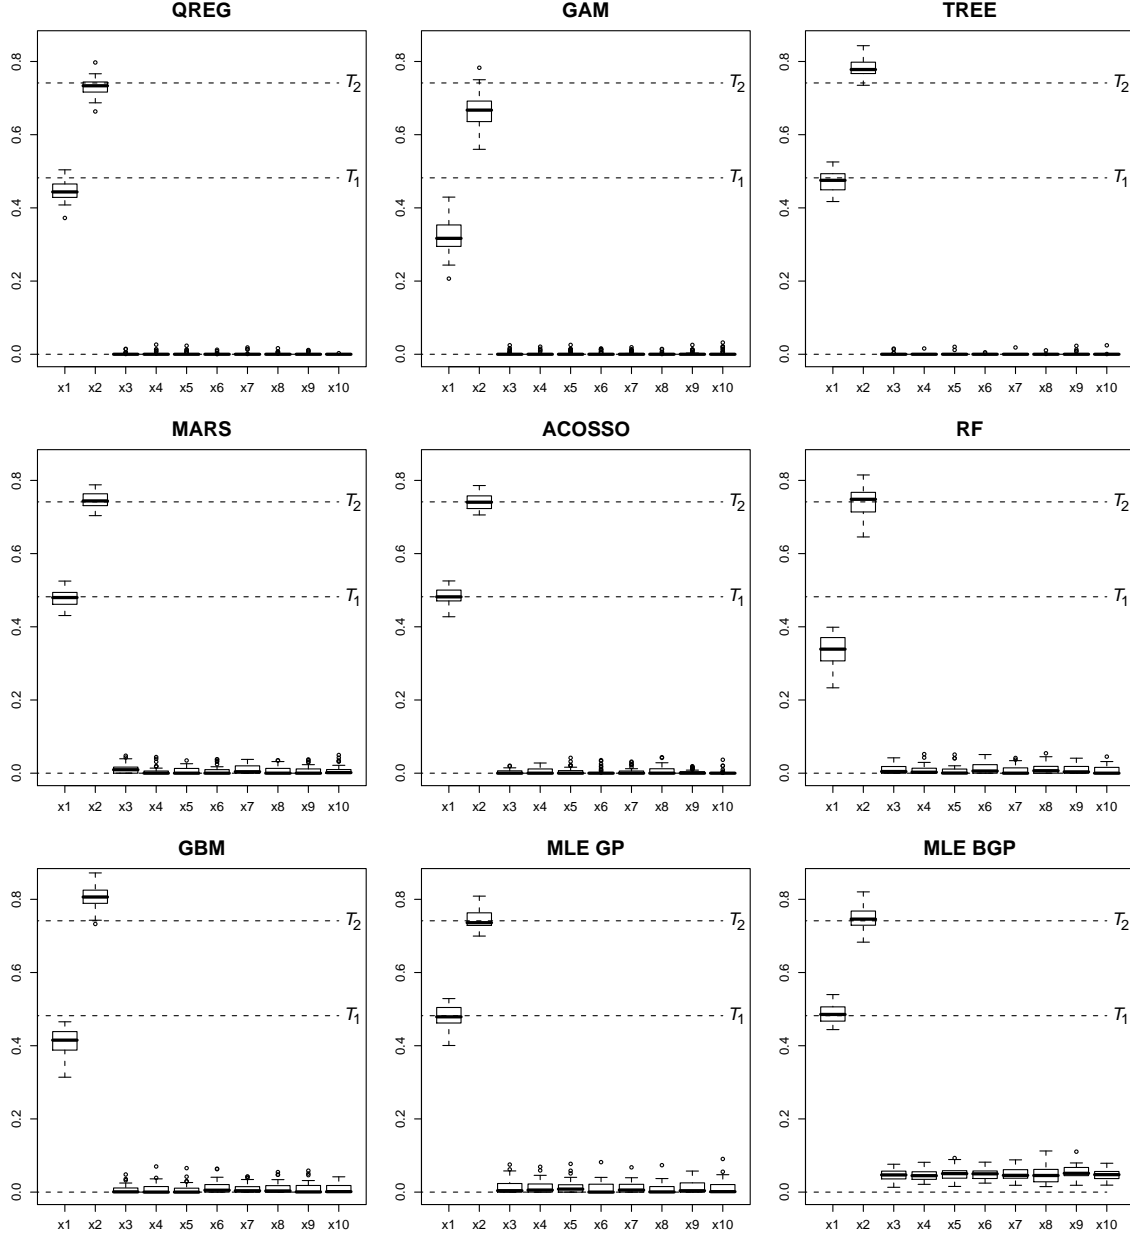 QREG GAM TREE
0.8 0.8 0.8
T2 T2 T2
0.6 0.6 0.6
T1 T1 T1
0.4 0.4 0.4
0.2 0.2 0.2
0.0 0.0 0.0
x1 x2 x3 x4 x5 x6 x7 x8 x9 x10 x1 x2 x3 x4 x5 x6 x7 x8 x9 x10 x1 x2 x3 x4 x5 x6 x7 x8 x9 x10
MARS ACOSSO RF
0.8 0.8 0.8
T2 T2 T2
0.6 0.6 0.6
T1 T1 T1
0.4 0.4 0.4
0.2 0.2 0.2
0.0 0.0 0.0
x1 x2 x3 x4 x5 x6 x7 x8 x9 x10 x1 x2 x3 x4 x5 x6 x7 x8 x9 x10 x1 x2 x3 x4 x5 x6 x7 x8 x9 x10
GBM MLE GP MLE BGP
0.8 0.8 0.8
T2 T2 T2
0.6 0.6 0.6
T1 T1 T1
0.4 0.4 0.4
0.2 0.2 0.2
0.0 0.0 0.0
x1 x2 x3 x4 x5 x6 x7 x8 x9 x10 x1 x2 x3 x4 x5 x6 x7 x8 x9 x10 x1 x2 x3 x4 x5 x6 x7 x8 x9 x10